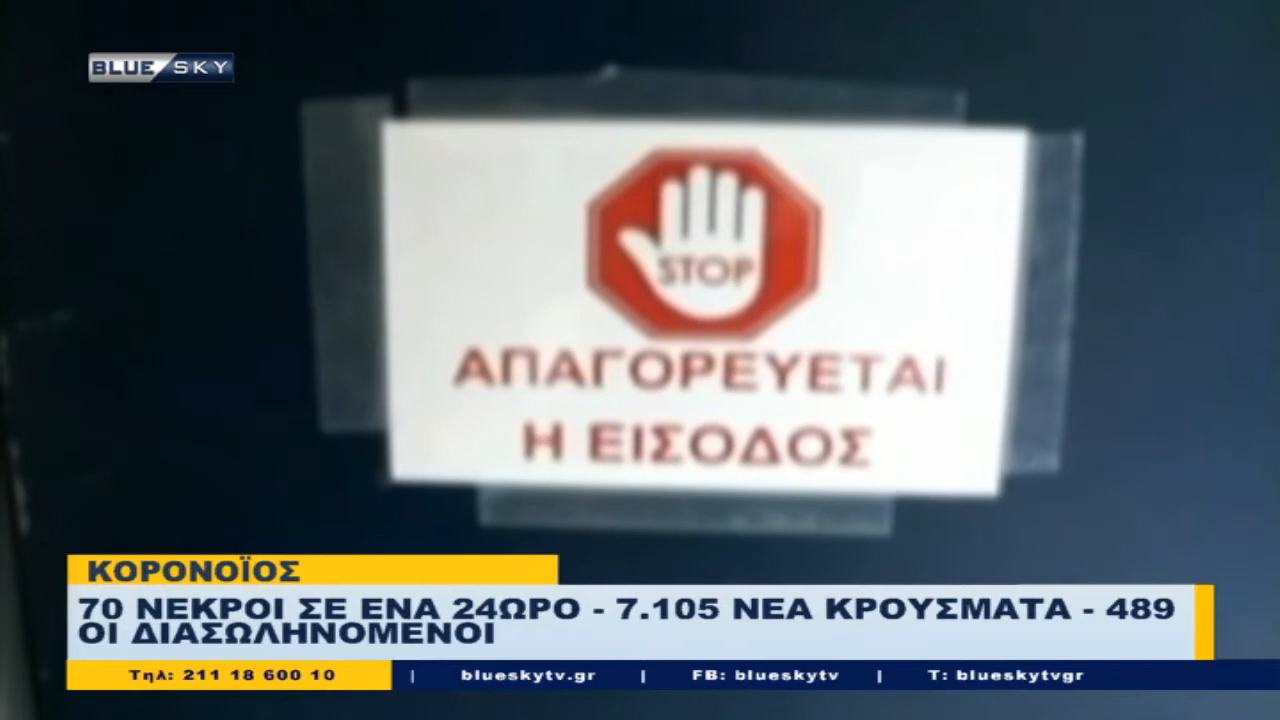 BLUE SKY
STOP
ΑΠΑΓΟΡΕΥΕΤΑΙ
Η ΕΙΣΟΔΟΣ
ΚΟΡΟΝΟΪΟΣ
70 ΝΕΚΡΟΙ ΣΕ ΕΝΑ 24ΩΡΟ - 7.105 ΝΕΑ ΚΡΟΥΣΜΑΤΑ - 489
ΟΙ ΔΙΑΣΩΛΗΝΟΜΕΝΟΙ
Τηλ: 211 18 600 10 | blueskytv.gr | FB: blueskytv | T: blueskytvgr